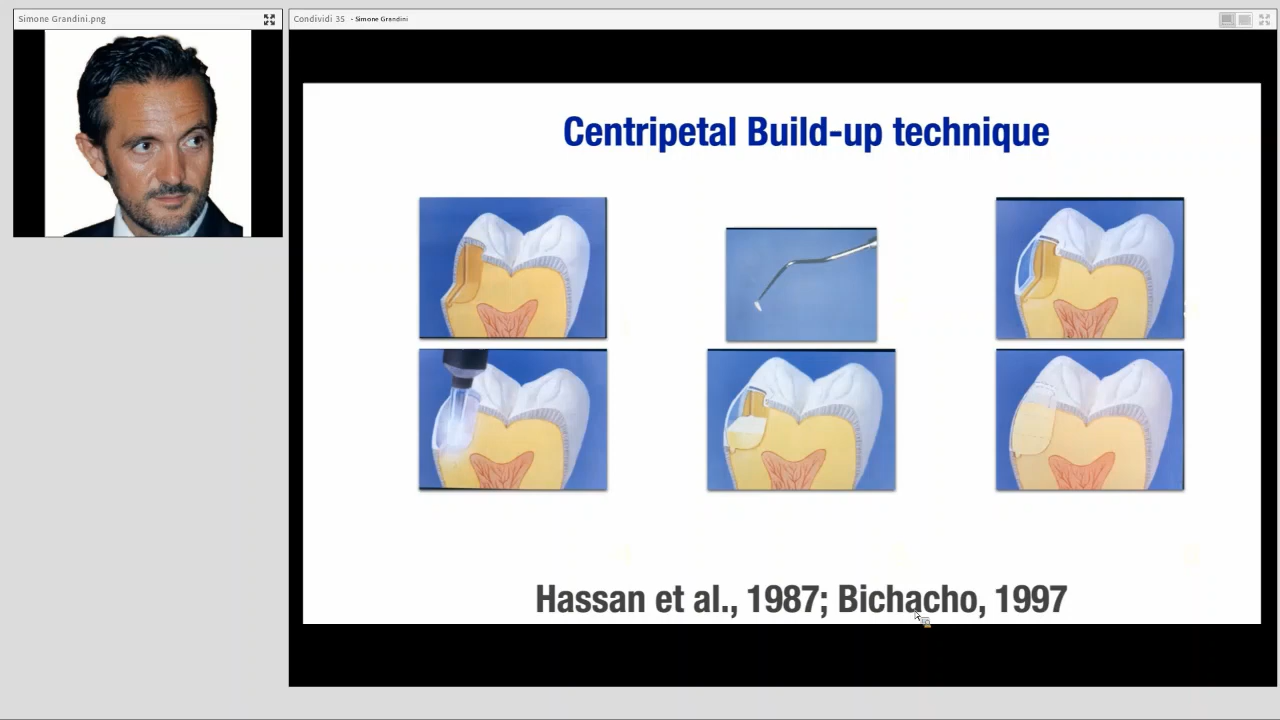 Simone Grandini.png
Condividi 35 - Simone Grandini
Centripetal Build-up technique
Hassan et al., 1987; Bichacho, 1997